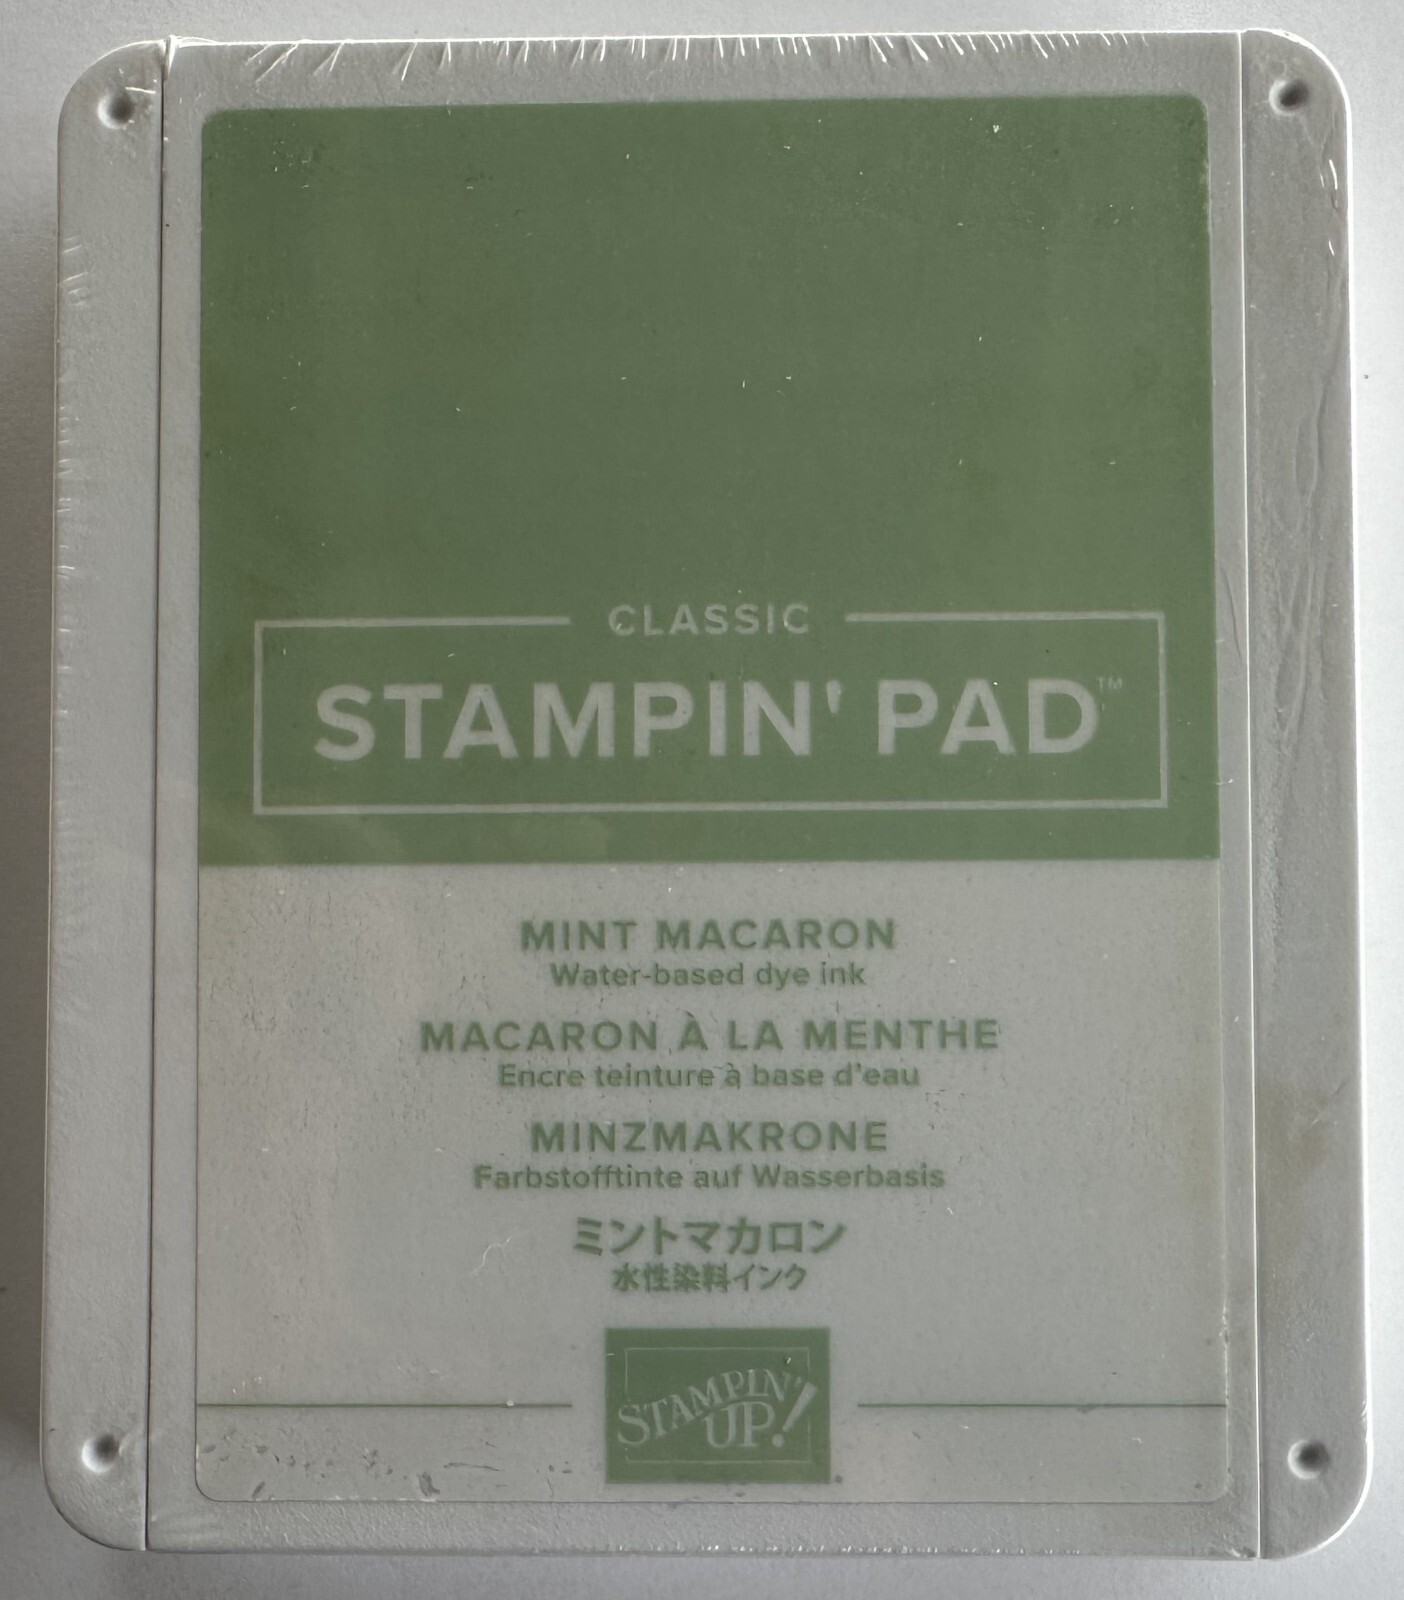 CLASSIC
STAMPIN' PAD™
MINT MACARON
Water-based dye ink
MACARON À LA MENTHE
Encre teinture à base d'eau
MINZMAKRONE
Farbstofftinte auf Wasserbasis
ミントマカロン
水性染料インク
STAMPIN'
UP!